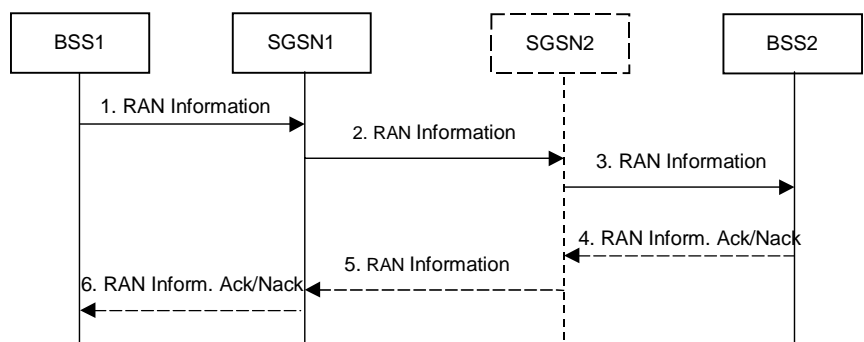 BSS1
SGSN1
SGSN2
BSS2
1. RAN Information
2. RAN Information
3. RAN Information
4. RAN Inform. Ack/Nack
5. RAN Information
6. RAN Inform. Ack/Nack